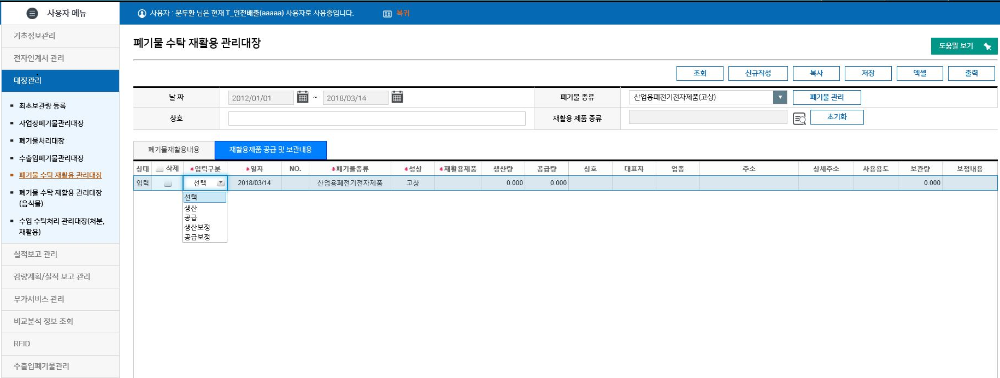 사용자 메뉴
사용자 : 문두환 님은 현재 T_인천배출(aaaaa) 사용자로 사용중입니다.
복귀
기초정보관리
전자인계서 관리
대장관리
최초보관량 등록
사업장폐기물관리대장
폐기물처리대장
수출입폐기물관리대장
폐기물 수탁 재활용 관리대장
폐기물 수탁 재활용 관리대장
(음식물)
수입 수탁처리 관리대장(처분,
재활용)
실적보고 관리
감량계획/실적 보고 관리
부가서비스 관리
비교분석 정보 조회
RFID
수출입폐기물관리
폐기물 수탁 재활용 관리대장
도움말 보기
조회 신규작성 복사 저장 엑셀 출력
날 짜 2012/01/01 ~ 2018/03/14 폐기물 종류 산업용폐전기전자제품(고상) 폐기물 관리
상호 재활용 제품 종류 초기화
폐기물재활용내용 재활용제품 공급 및 보관내용
상태 삭제 *입력구분 *일자 NO. *폐기물종류 *성상 *재활용제품 생산량 공급량 상호 대표자 업종 주소 상세주소 사용용도 보관량 보정내용
입력 선택 2018/03/14 산업용폐전기전자제품 고상 0.000 0.000 0.000
선택
생산
공급
생산보정
공급보정